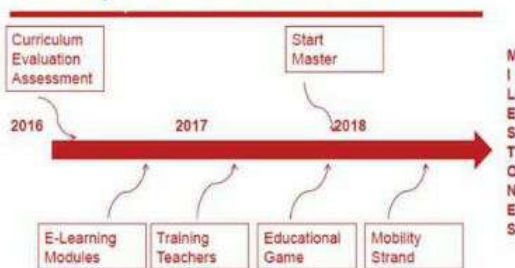 Curriculum
Evaluation
Assessment
Start
Master
2016
2017
2018
E-Learning
Modules
Training
Teachers
Educational
Game
Mobility
Strand
M
I
L
E
S
T
O
N
E
S